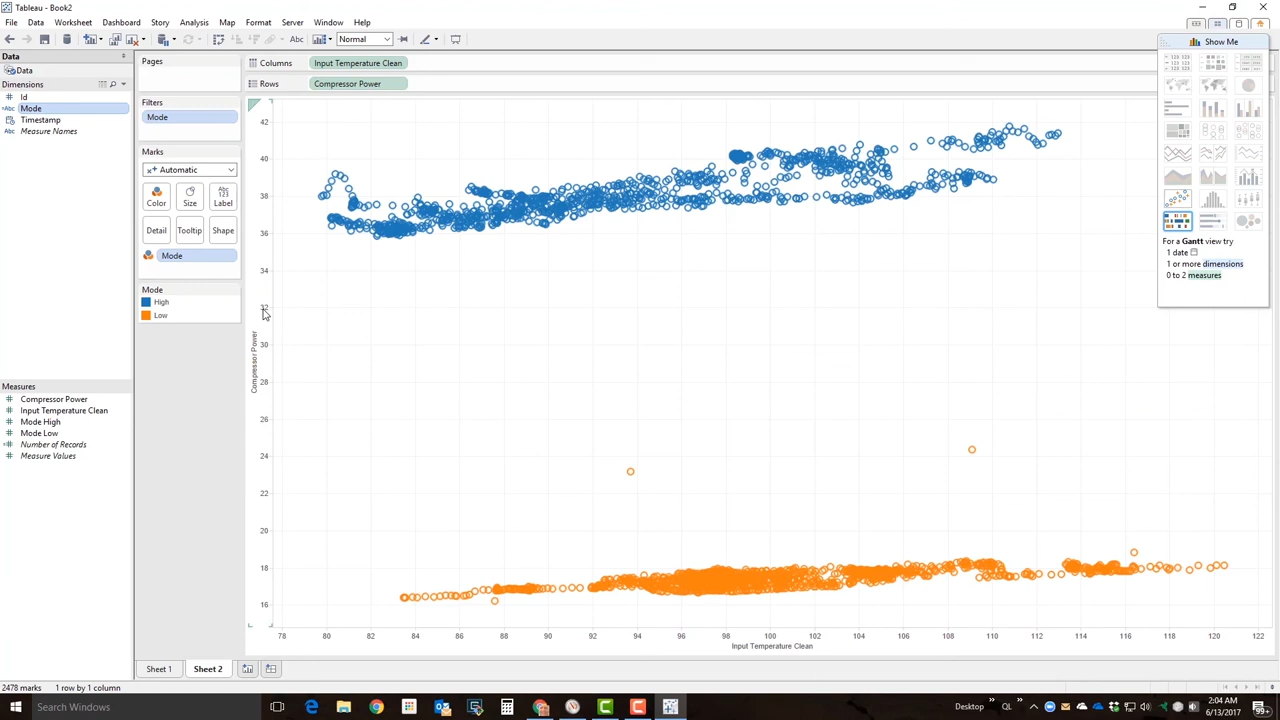 Tableau - Book2
File Data Worksheet Dashboard Story Analysis Map Format Server Window Help
Abc Normal
Data
Data
Dimensions
# Id
Abc Mode
Timestamp
Abc Measure Names
Measures
# Compressor Power
# Input Temperature Clean
# Mode High
# Mode Low
=# Number of Records
# Measure Values
Pages
Filters
Mode
Marks
Automatic
Color Size Label
Detail Tooltip Shape
Mode
Mode
High
Low
Columns Input Temperature Clean
Rows Compressor Power
42
40
38
36
34
32
30
28
26
24
22
20
18
16
Compressor Power
78 80 82 84 86 88 90 92 94 96 98 100 102 104 106 108 110 112 114 116 118 120 122
Input Temperature Clean
Show Me
For a Gantt view try
1 date
1 or more dimensions
0 to 2 measures
Sheet 1 Sheet 2
2478 marks 1 row by 1 column
Search Windows
Desktop » QL
2:04 AM
6/13/2017
99+